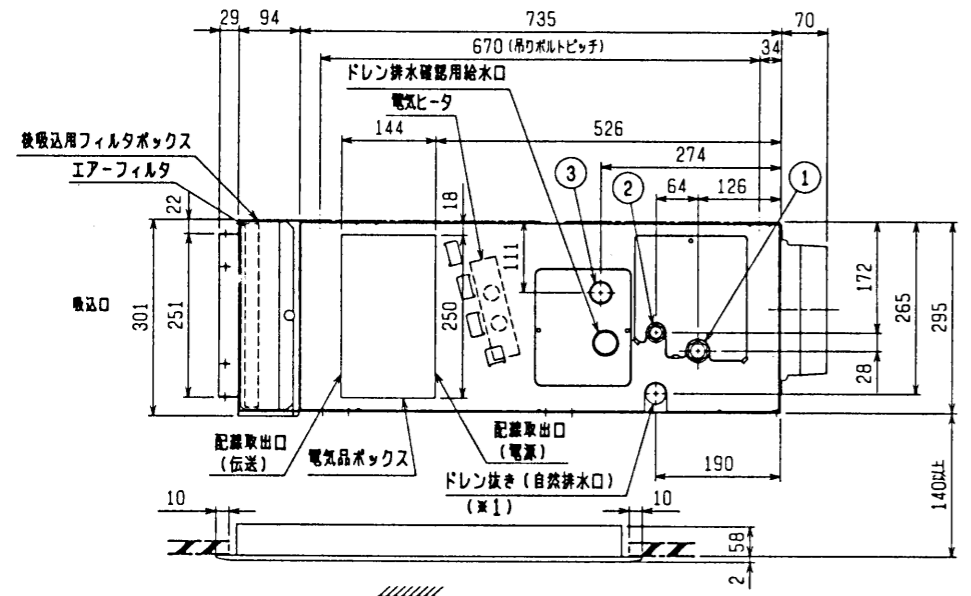 29
94
735
70
670 (吊りボルトピッチ)
34
ドレン排水確認用給水口
電気ヒータ
144
526
後吸込用フィルタボックス
274
エアーフィルタ
3
2
64
126
1
22
18
111
172
吸込口
301
251
250
265
295
28
配線取出口
(伝送)
電気品ボックス
配線取出口
(電源)
ドレン抜き (自然排水口)
(※1)
190
140以上
10
10
58
2